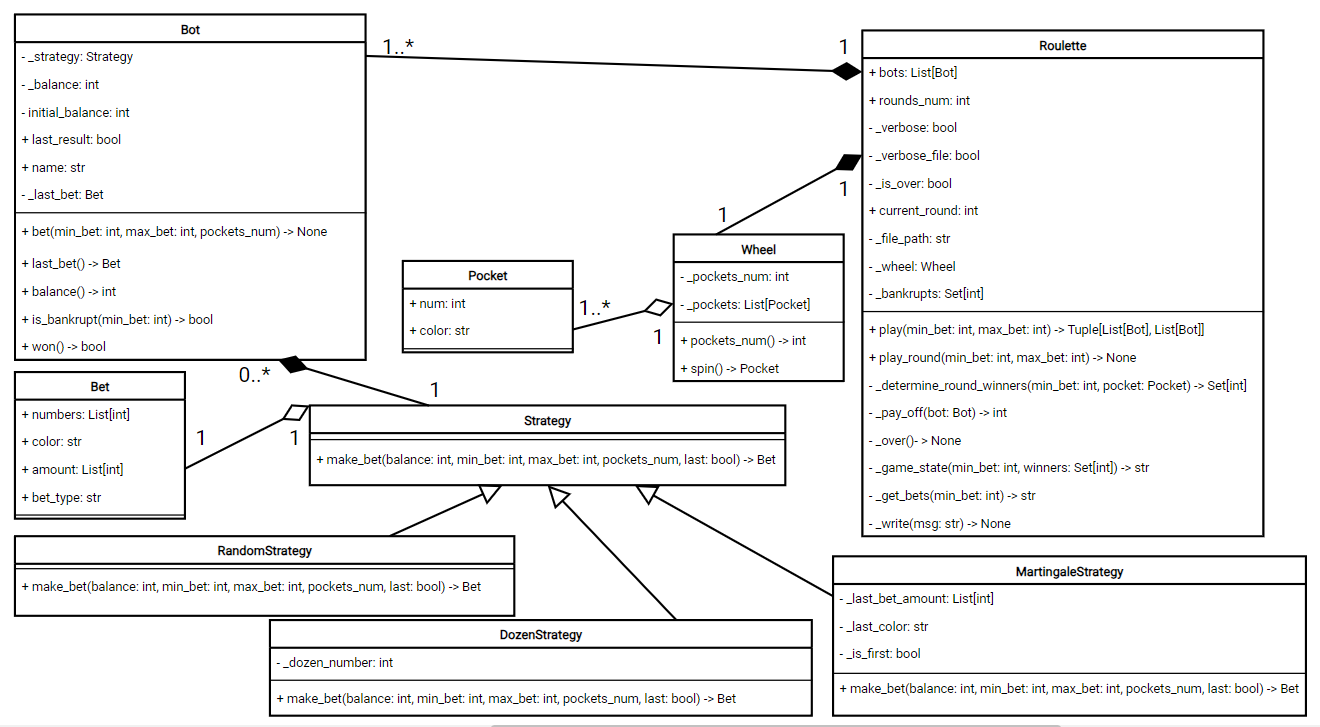 Bot
- _strategy: Strategy
- _balance: int
- initial_balance: int
+ last_result: bool
+ name: str
- _last_bet: Bet
+ bet(min_bet: int, max_bet: int, pockets_num) -> None
+ last_bet() -> Bet
+ balance() -> int
+ is_bankrupt(min_bet: int) -> bool
+ won() -> bool
1..*
1
Roulette
+ bots: List[Bot]
+ rounds_num: int
- _verbose: bool
- _verbose_file: bool
- _is_over: bool
+ current_round: int
- _file_path: str
- _wheel: Wheel
- _bankrupts: Set[int]
+ play(min_bet: int, max_bet: int) -> Tuple[List[Bot], List[Bot]]
+ play_round(min_bet: int, max_bet: int) -> None
- _determine_round_winners(min_bet: int, pocket: Pocket) -> Set[int]
- _pay_off(bot: Bot) -> int
- _over()- > None
- _game_state(min_bet: int, winners: Set[int]) -> str
- _get_bets(min_bet: int) -> str
- _write(msg: str) -> None
1
1
Wheel
- _pockets_num: int
- _pockets: List[Pocket]
+ pockets_num() -> int
+ spin() -> Pocket
Pocket
+ num: int
+ color: str
1..*
1
0..*
1
Bet
+ numbers: List[int]
+ color: str
+ amount: List[int]
+ bet_type: str
1
1
Strategy
+ make_bet(balance: int, min_bet: int, max_bet: int, pockets_num, last: bool) -> Bet
RandomStrategy
+ make_bet(balance: int, min_bet: int, max_bet: int, pockets_num, last: bool) -> Bet
DozenStrategy
- _dozen_number: int
+ make_bet(balance: int, min_bet: int, max_bet: int, pockets_num, last: bool) -> Bet
MartingaleStrategy
- _last_bet_amount: List[int]
- _last_color: str
- _is_first: bool
+ make_bet(balance: int, min_bet: int, max_bet: int, pockets_num, last: bool) -> Bet